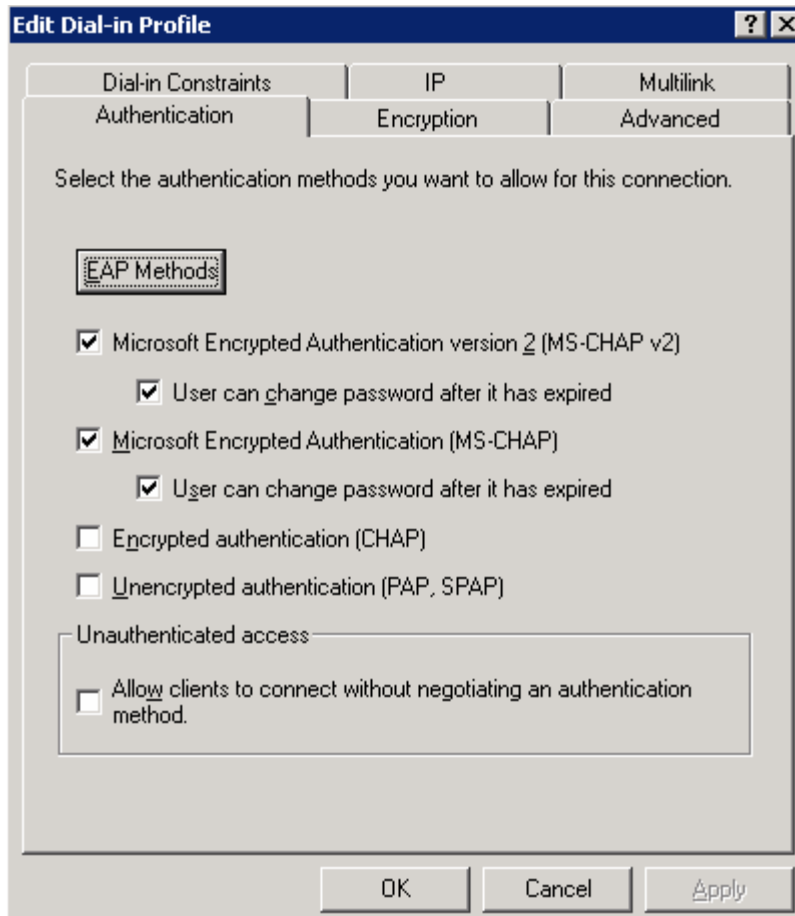 Edit Dial-in Profile
Dial-in Constraints IP Multilink
Authentication Encryption Advanced
Select the authentication methods you want to allow for this connection.
EAP Methods
Microsoft Encrypted Authentication version 2 (MS-CHAP v2)
User can change password after it has expired
Microsoft Encrypted Authentication (MS-CHAP)
User can change password after it has expired
Encrypted authentication (CHAP)
Unencrypted authentication (PAP, SPAP)
Unauthenticated access
Allow clients to connect without negotiating an authentication
method.
OK Cancel Apply